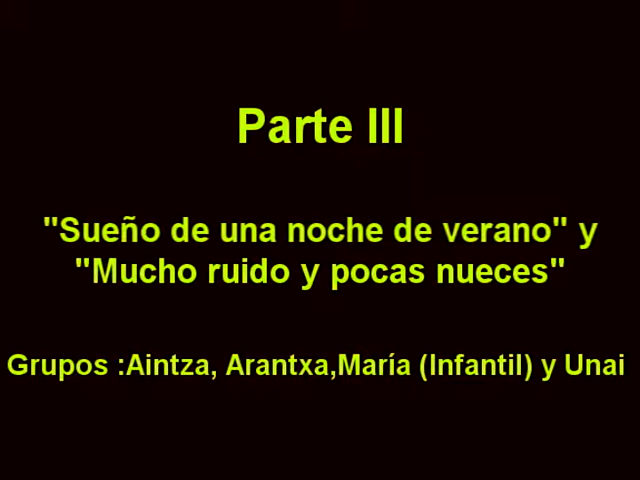 Parte III
"Sueño de una noche de verano" y
"Mucho ruido y pocas nueces"
Grupos :Aintza, Arantxa,María (Infantil) y Unai